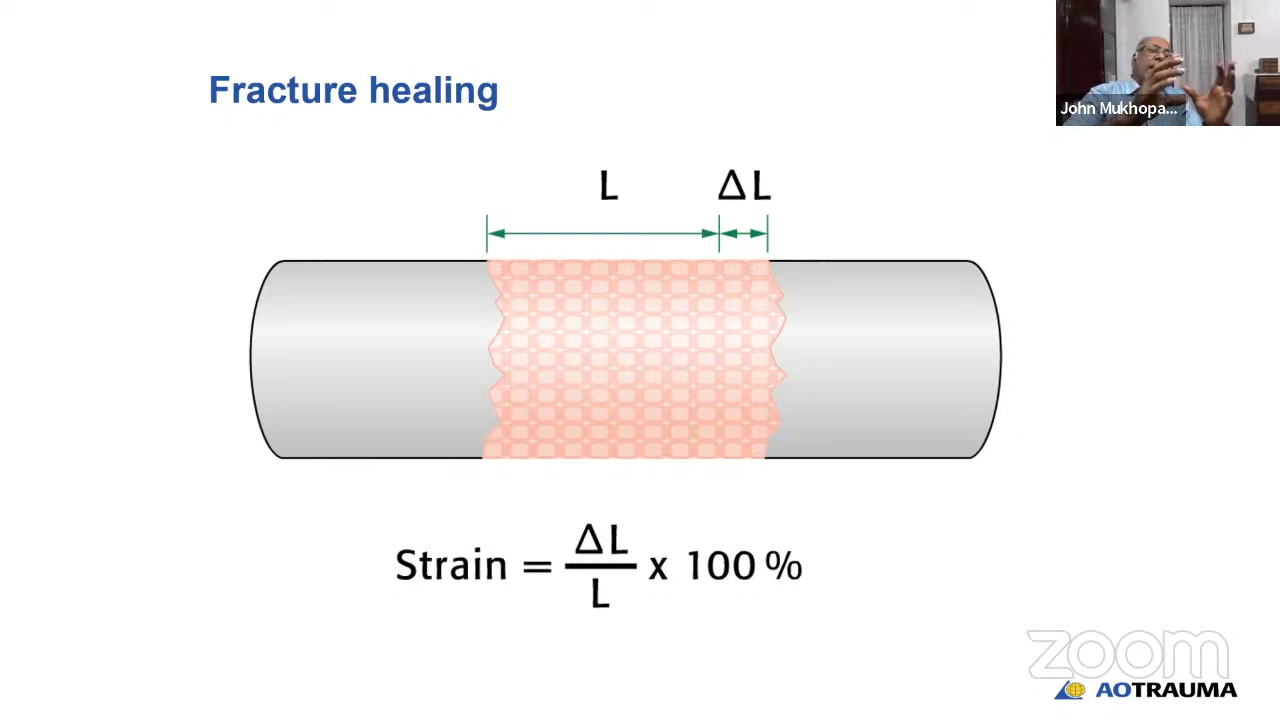 Fracture healing
John Mukhopa...
L
ΔL
Strain = ΔL / L x 100 %
zoom
AOTRAUMA